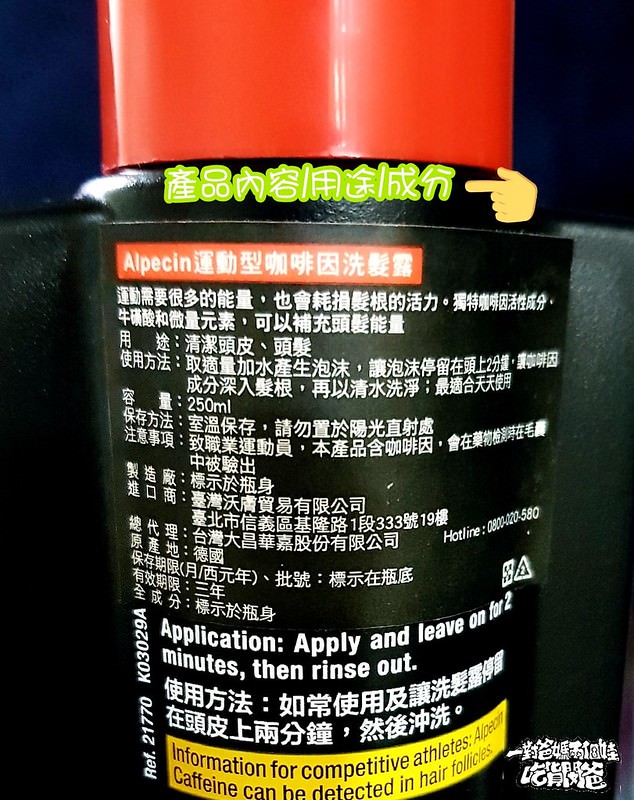 產品內容/用途/成分
Alpecin運動型咖啡因洗髮露
運動需要很多的能量，也會耗損髮根的活力。獨特咖啡因活性成分、
牛磺酸和微量元素，可以補充頭髮能量
用　　途：清潔頭皮、頭髮
使用方法：取適量加水產生泡沫，讓泡沫停留在頭上2分鐘，讓咖啡因
成分深入髮根，再以清水洗淨；最適合天天使用
容　　量：250ml
保存方法：室溫保存，請勿置於陽光直射處
注意事項：致職業運動員，本產品含咖啡因，會在藥物檢測時在毛囊
中被驗出
製 造 廠：標示於瓶身
進 口 商：臺灣沃膚貿易有限公司
臺北市信義區基隆路1段333號19樓
Hotline : 0800-020-580
總 代 理：台灣大昌華嘉股份有限公司
原 產 地：德國
保存期限(月/西元年)、批號：標示在瓶底
有效期限：三年
全 成 分：標示於瓶身
Ref. 21770 K03029A
Application: Apply and leave on for 2
minutes, then rinse out.
使用方法：如常使用及讓洗髮露停留
在頭皮上兩分鐘，然後沖洗。
Information for competitive athletes: Alpecin
Caffeine can be detected in hair follicles.
一對爸媽兩個娃
吃貨闆爸